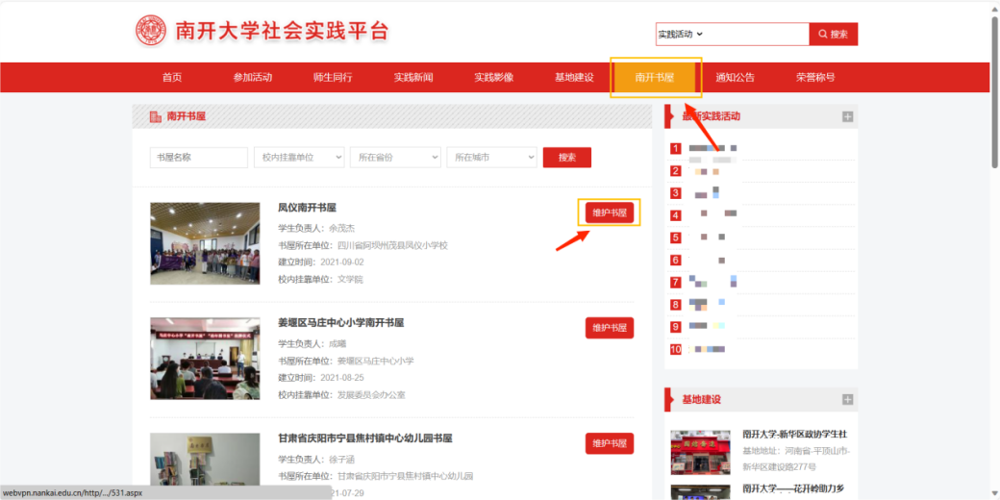 南开大学社会实践平台
实践活动
搜索
首页 参加活动 师生同行 实践新闻 实践影像 基地建设 南开书屋 通知公告 荣誉称号
南开书屋
书屋名称 校内挂靠单位 所在省份 所在城市 搜索
凤仪南开书屋
维护书屋
学生负责人：余茂杰
书屋所在单位：四川省阿坝州茂县凤仪小学校
建立时间：2021-09-02
校内挂靠单位：文学院
姜堰区马庄中心小学南开书屋
维护书屋
学生负责人：成曦
书屋所在单位：姜堰区马庄中心小学
建立时间：2021-08-25
校内挂靠单位：发展委员会办公室
甘肃省庆阳市宁县焦村镇中心幼儿园书屋
维护书屋
学生负责人：徐子涵
书屋所在单位：甘肃省庆阳市宁县焦村镇中心幼儿园
21-07-29
webvpn.nankai.edu.cn/http/.../531.aspx
最新实践活动
1
2
3
4
5
6
7
8
9
10
基地建设
南开大学-新华区政协学生社
基地地址：河南省-平顶山市-
新华区建设路277号
南开大学——花开岭助力乡